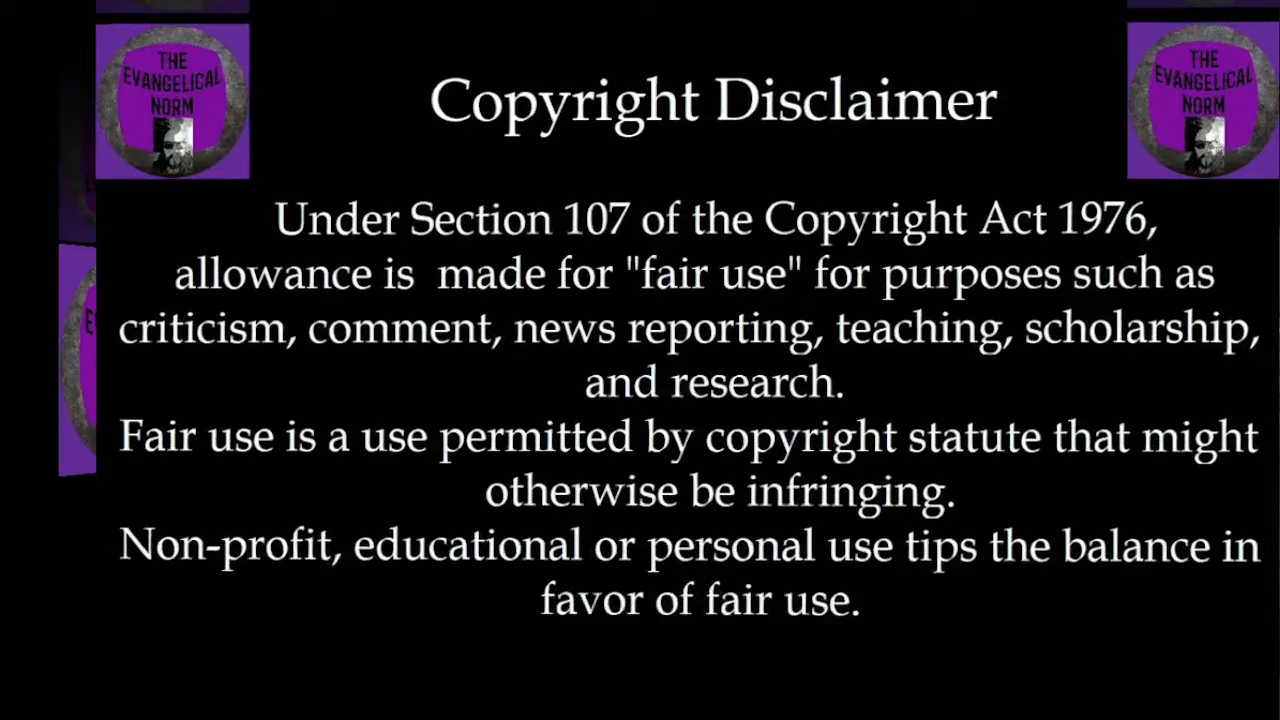 THE
EVANGELICAL
NORM
THE
EVANGELICAL
NORM
Copyright Disclaimer
Under Section 107 of the Copyright Act 1976,
allowance is  made for "fair use" for purposes such as
criticism, comment, news reporting, teaching, scholarship,
and research.
Fair use is a use permitted by copyright statute that might
otherwise be infringing.
Non-profit, educational or personal use tips the balance in
favor of fair use.